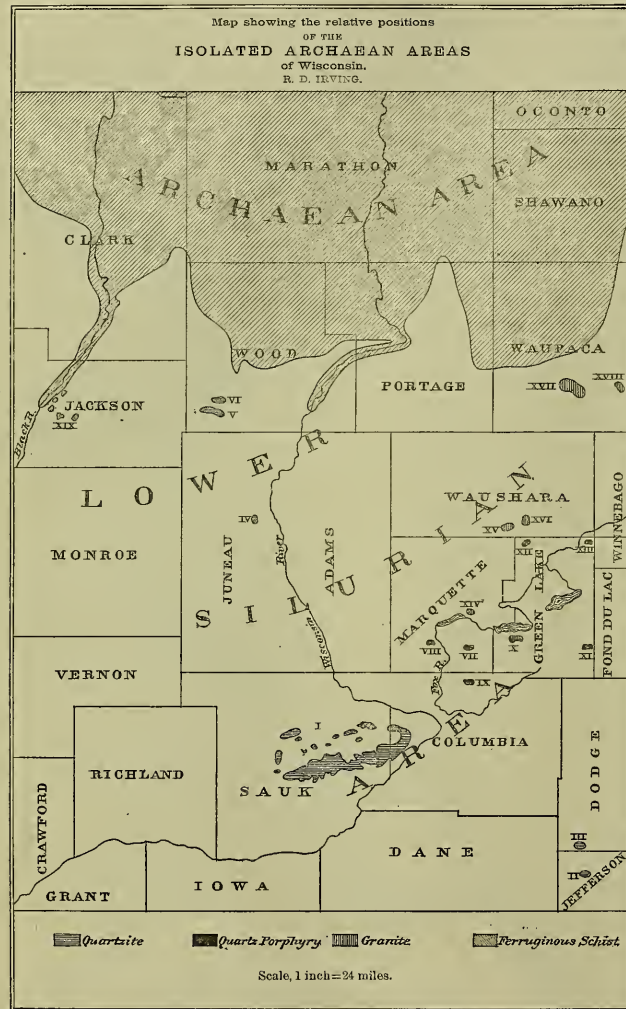 Map showing the relative positions
OF THE
ISOLATED ARCHAEAN AREAS
of Wisconsin.
R. D. IRVING.
OCONTO
MARATHON
ARCHAEAN AREA
SHAWANO
CLARK
WOOD
WAUPACA
PORTAGE
XVII
XVIII
VI
V
JACKSON
XIX
Black R.
LOWER
WAUSHARA
WINNEBAGO
XV
XVI
IV
MONROE
JUNEAU
River
ADAMS
XII
XIII
SILURIAN
MARQUETTE
GREEN LAKE
FOND DU LAC
XIV
VIII
VII
X
XI
Wisconsin
Fox R.
IX
VERNON
AREA
I
COLUMBIA
RICHLAND
SAUK
DODGE
CRAWFORD
III
DANE
IOWA
GRANT
II
JEFFERSON
Quartzite Quartz Porphyry Granite Ferruginous Schist.
Scale, 1 inch=24 miles.